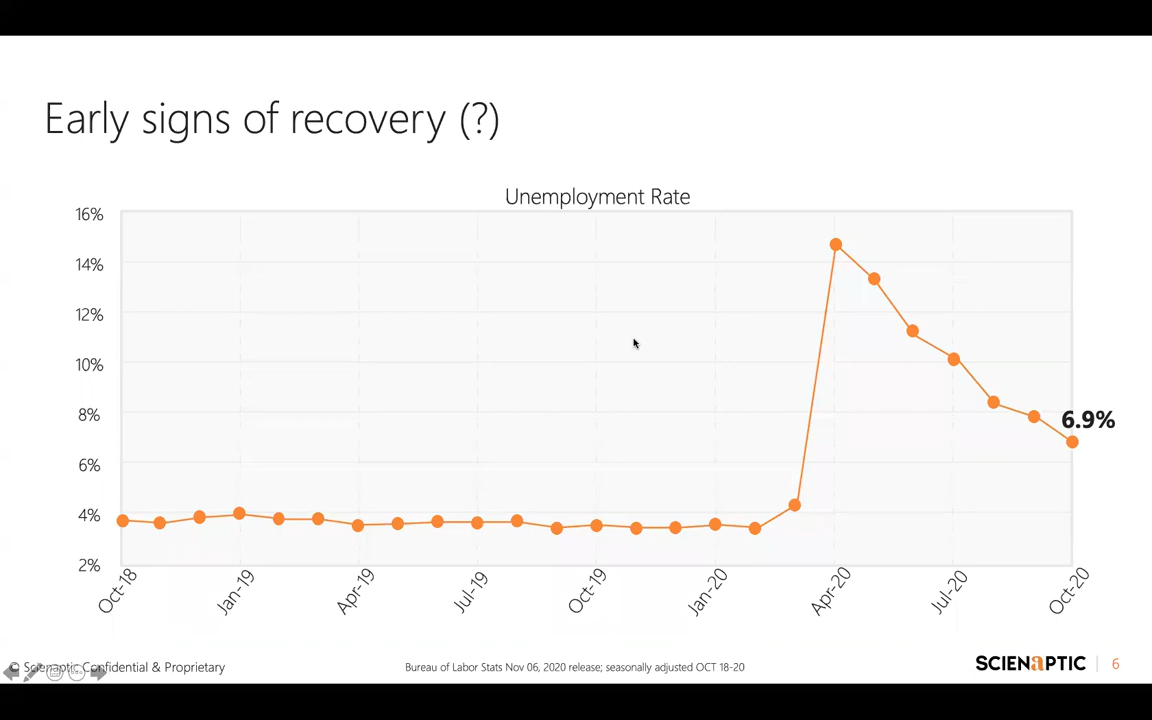 Early signs of recovery (?)
Unemployment Rate
16%
14%
12%
10%
8%
6%
4%
2%
6.9%
Oct-18
Jan-19
Apr-19
Jul-19
Oct-19
Jan-20
Apr-20
Jul-20
Oct-20
© Scienaptic Confidential & Proprietary
Bureau of Labor Stats Nov 06, 2020 release; seasonally adjusted OCT 18-20
SCIENAPTIC
6